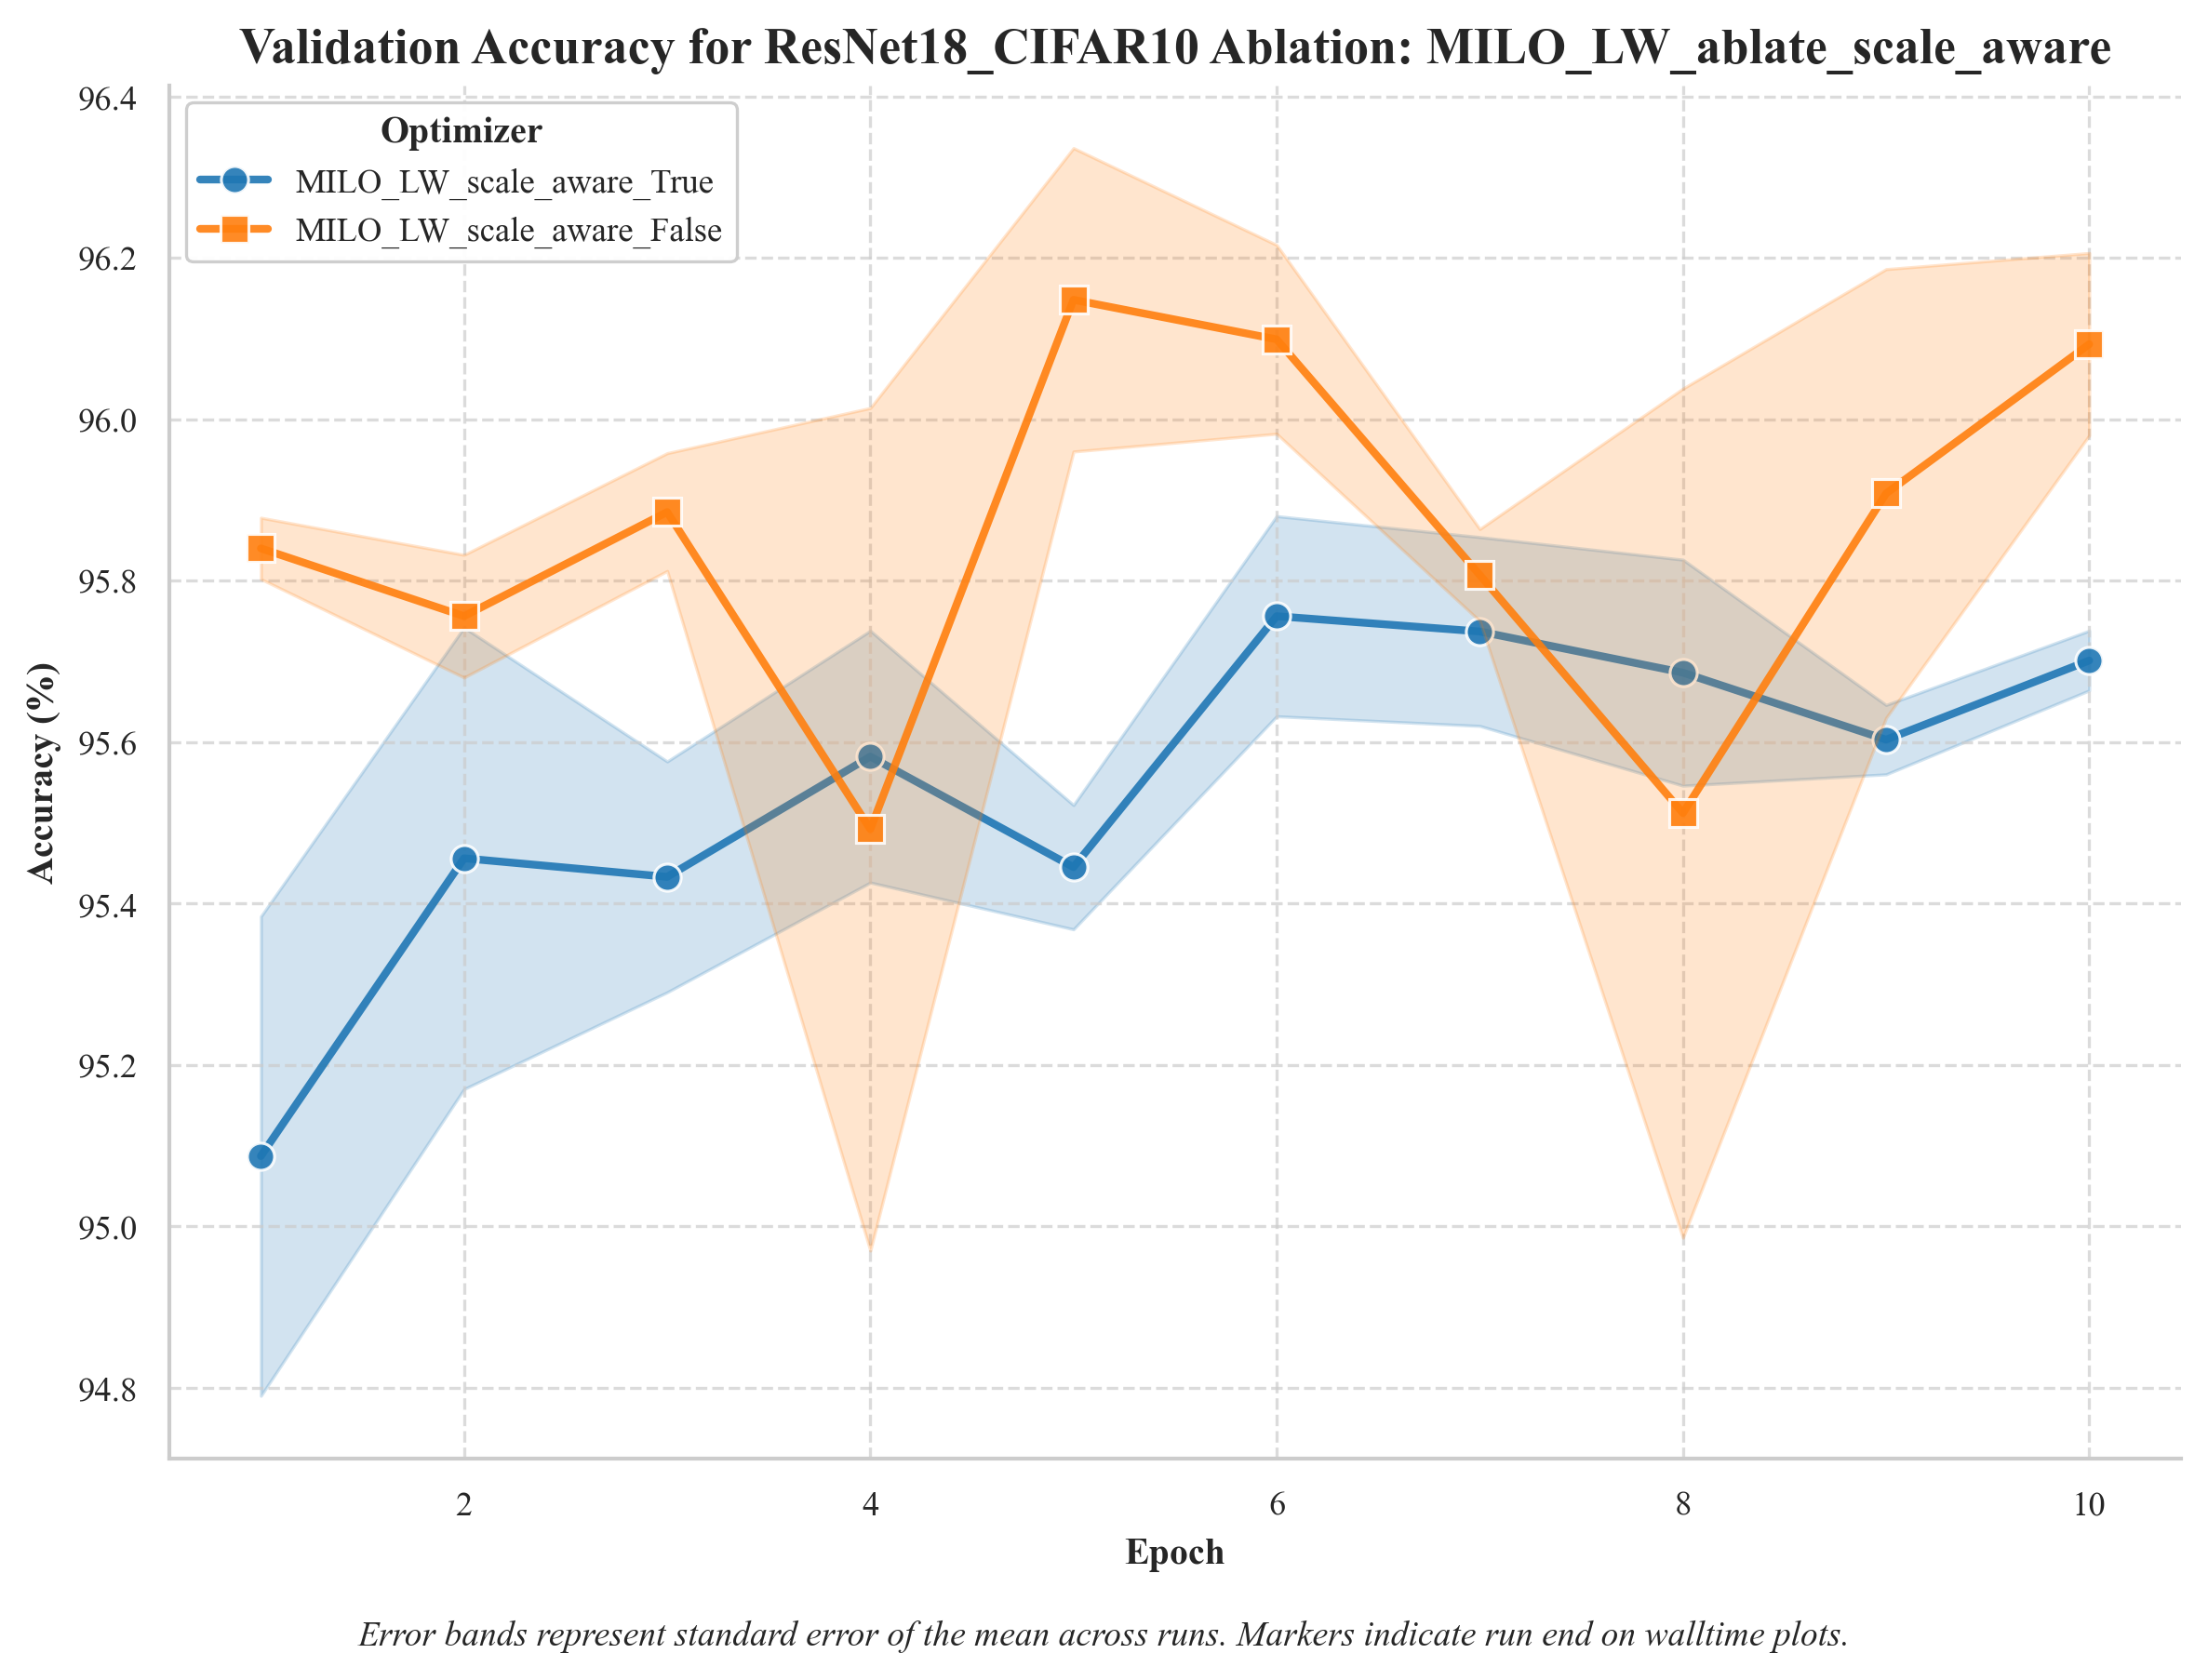 Validation Accuracy for ResNet18_CIFAR10 Ablation: MILO_LW_ablate_scale_aware
Optimizer
MILO_LW_scale_aware_True
MILO_LW_scale_aware_False
Accuracy (%)
96.4
96.2
96.0
95.8
95.6
95.4
95.2
95.0
94.8
2 4 6 8 10
Epoch
Error bands represent standard error of the mean across runs. Markers indicate run end on walltime plots.